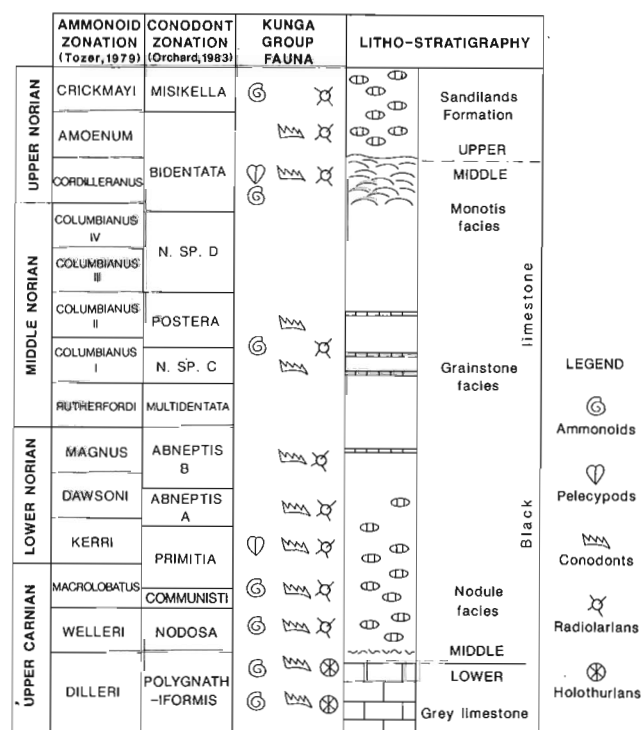 AMMONOID
ZONATION
(Tozer, 1979)
CONODONT
ZONATION
(Orchard, 1983)
KUNGA
GROUP
FAUNA
LITHO-STRATIGRAPHY
UPPER NORIAN
CRICKMAYI
AMOENUM
CORDILLERANUS
MIDDLE NORIAN
COLUMBIANUS
IV
COLUMBIANUS
III
COLUMBIANUS
II
COLUMBIANUS
I
RUTHERFORDI
LOWER NORIAN
MAGNUS
DAWSONI
KERRI
UPPER CARNIAN
MACROLOBATUS
WELLERI
DILLERI
MISIKELLA
BIDENTATA
N. SP. D
POSTERA
N. SP. C
MULTIDENTATA
ABNEPTIS
B
ABNEPTIS
A
PRIMITIA
COMMUNISTI
NODOSA
POLYGNATH
-IFORMIS
Sandilands
Formation
UPPER
MIDDLE
Monotis
facies
Grainstone
facies
Black limestone
Nodule
facies
MIDDLE
LOWER
Grey limestone
LEGEND
Ammonoids
Pelecypods
Conodonts
Radiolarians
Holothurians